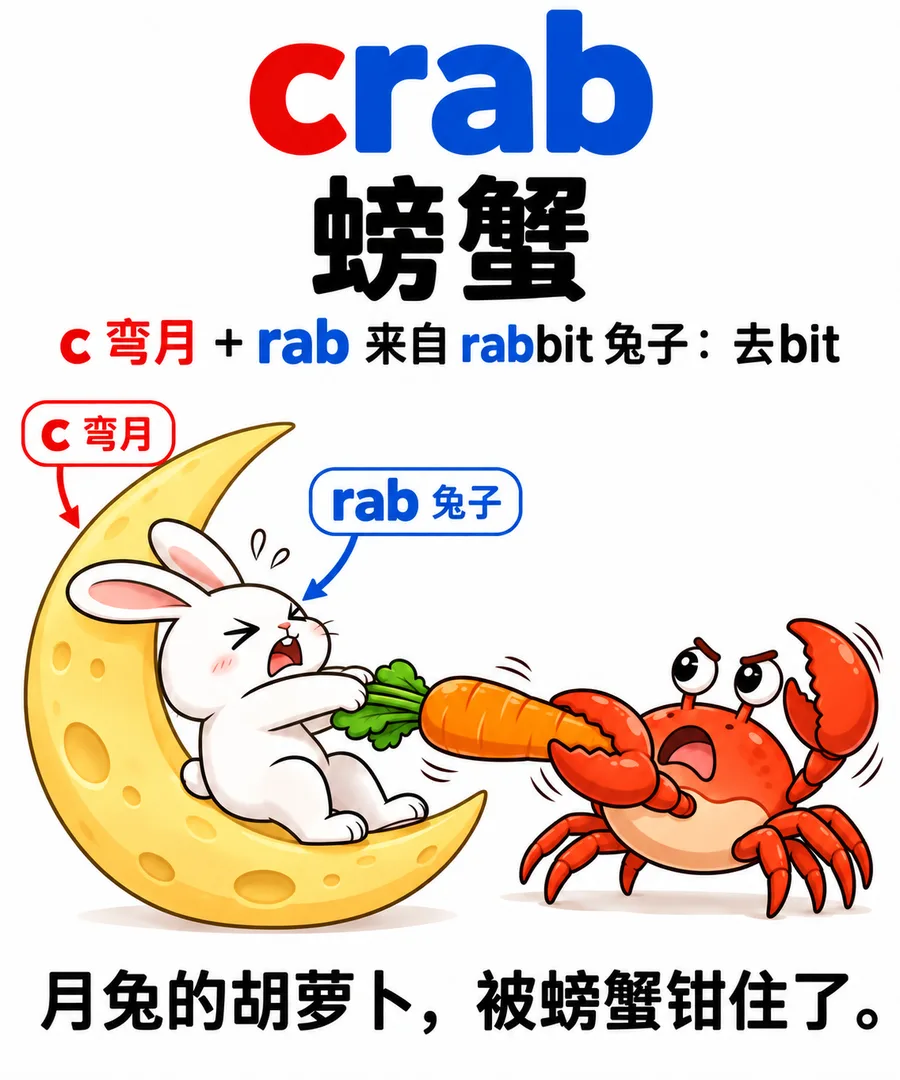 crab
螃蟹
c 弯月 + rab 来自 rabbit 兔子：去bit
c 弯月
rab 兔子
月兔的胡萝卜，被螃蟹钳住了。